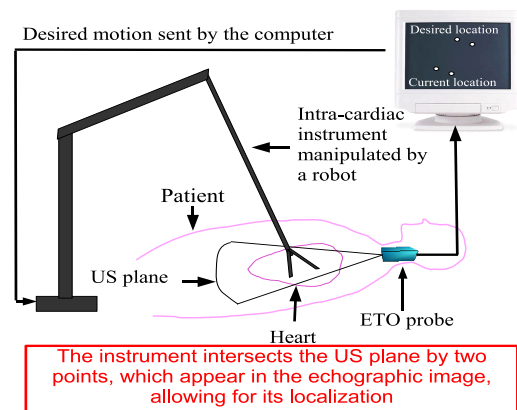 Desired motion sent by the computer
Desired location
Current location
Intra-cardiac
instrument
manipulated by
a robot
Patient
US plane
ETO probe
Heart
The instrument intersects the US plane by two
points, which appear in the echographic image,
allowing for its localization